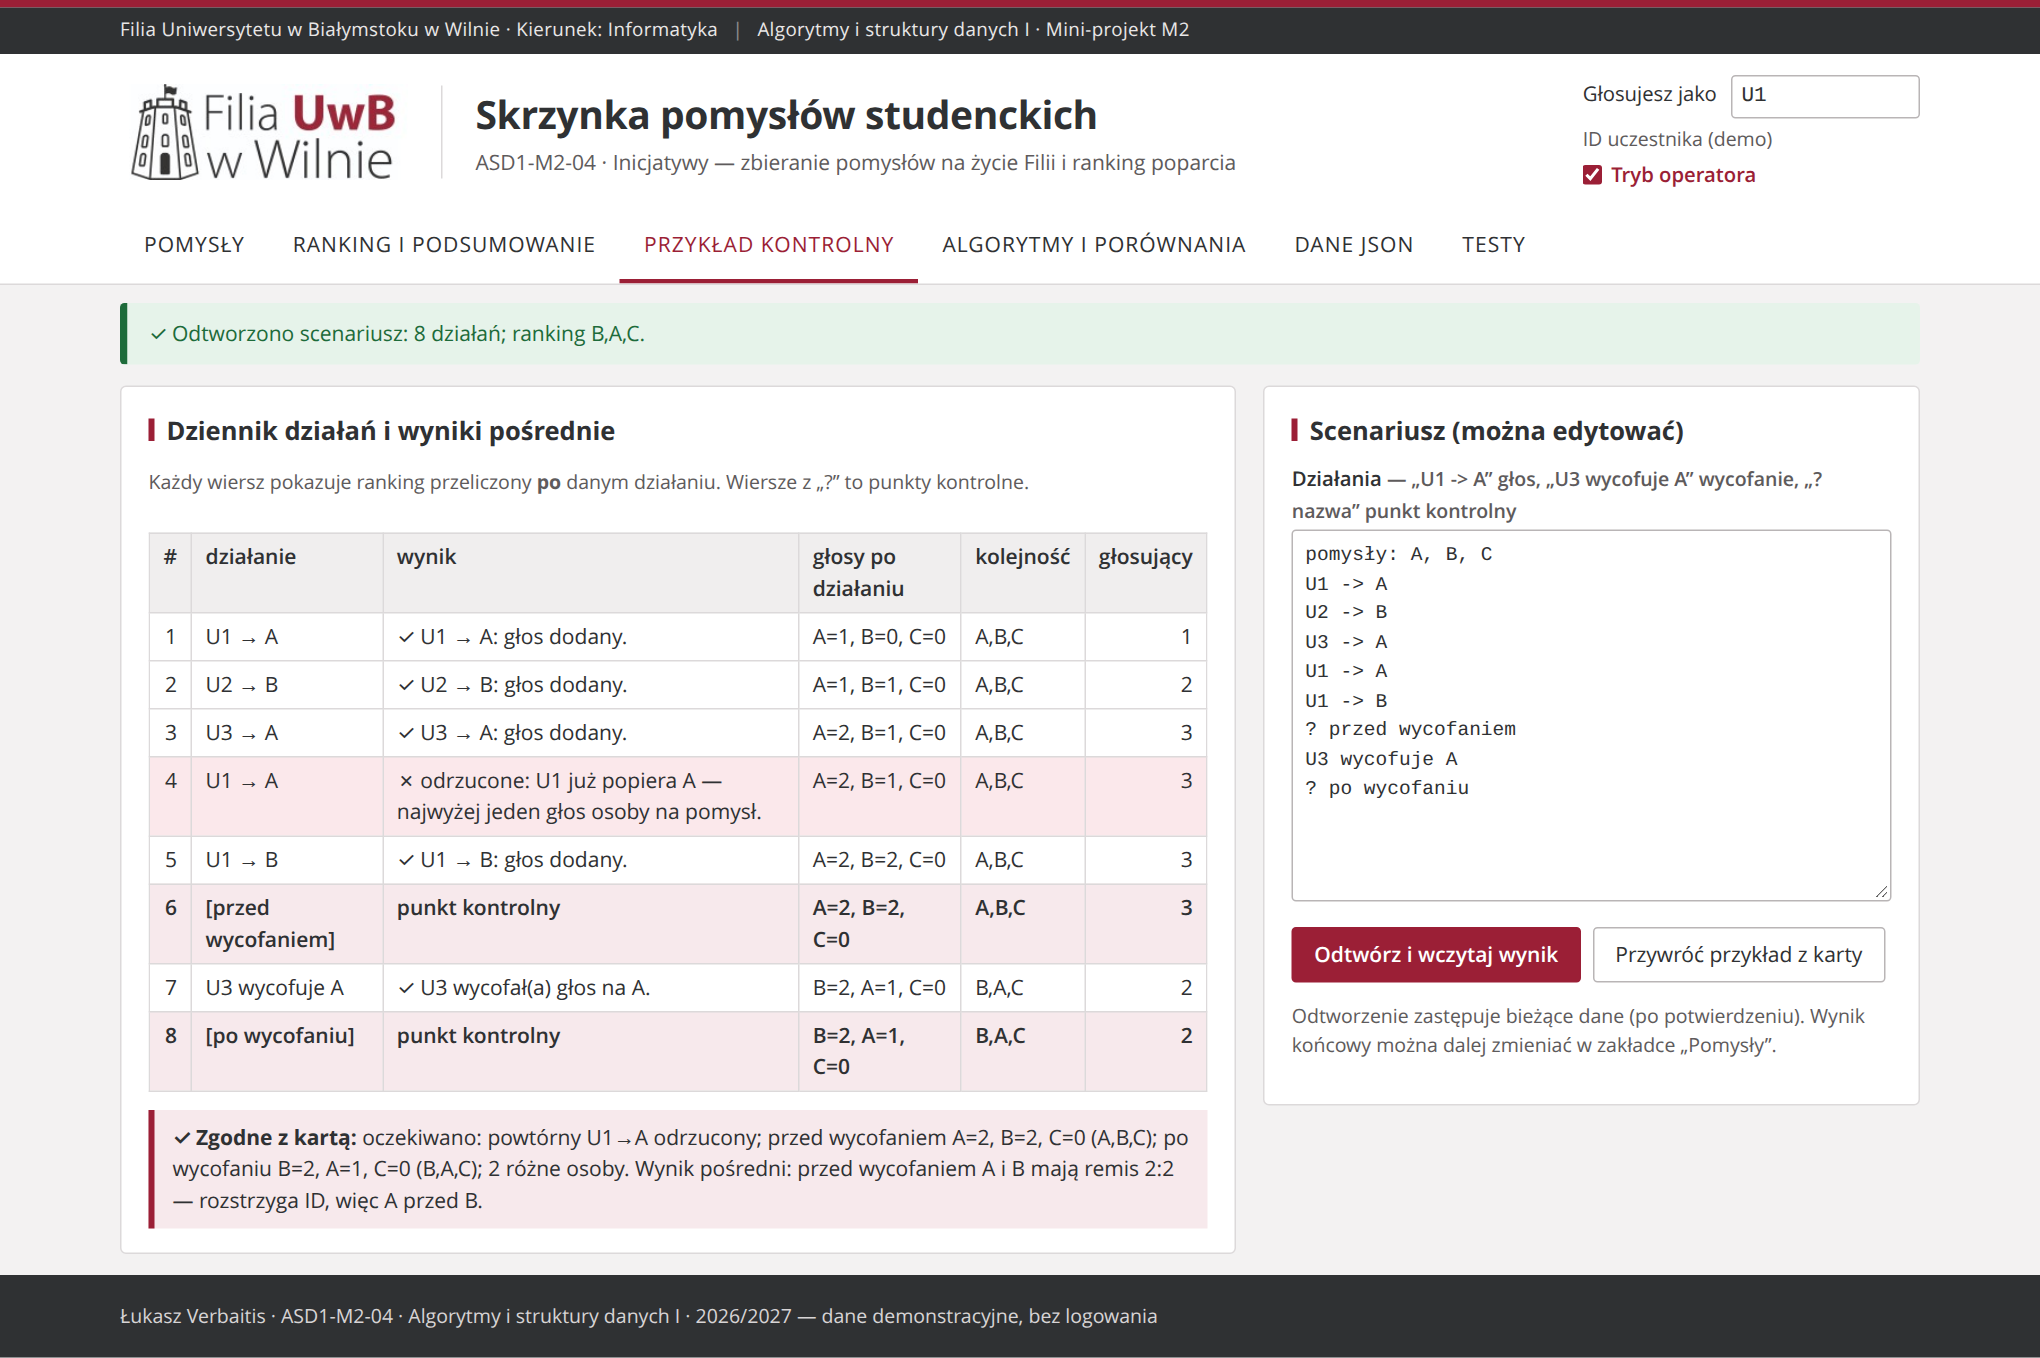 Filia Uniwersytetu w Białymstoku w Wilnie · Kierunek: Informatyka | Algorytmy i struktury danych I · Mini-projekt M2
Filia UwB
w Wilnie
Skrzynka pomysłów studenckich
ASD1-M2-04 · Inicjatywy — zbieranie pomysłów na życie Filii i ranking poparcia
Głosujesz jako U1
ID uczestnika (demo)
Tryb operatora
POMYSŁY RANKING I PODSUMOWANIE PRZYKŁAD KONTROLNY ALGORYTMY I PORÓWNANIA DANE JSON TESTY
✓ Odtworzono scenariusz: 8 działań; ranking B,A,C.
Dziennik działań i wyniki pośrednie
Każdy wiersz pokazuje ranking przeliczony po danym działaniu. Wiersze z „?” to punkty kontrolne.
# działanie wynik głosy po działaniu kolejność głosujący
1 U1 → A ✓ U1 → A: głos dodany. A=1, B=0, C=0 A,B,C 1
2 U2 → B ✓ U2 → B: głos dodany. A=1, B=1, C=0 A,B,C 2
3 U3 → A ✓ U3 → A: głos dodany. A=2, B=1, C=0 A,B,C 3
4 U1 → A ✕ odrzucone: U1 już popiera A — najwyżej jeden głos osoby na pomysł. A=2, B=1, C=0 A,B,C 3
5 U1 → B ✓ U1 → B: głos dodany. A=2, B=2, C=0 A,B,C 3
6 [przed wycofaniem] punkt kontrolny A=2, B=2, C=0 A,B,C 3
7 U3 wycofuje A ✓ U3 wycofał(a) głos na A. B=2, A=1, C=0 B,A,C 2
8 [po wycofaniu] punkt kontrolny B=2, A=1, C=0 B,A,C 2
✓ Zgodne z kartą: oczekiwano: powtórny U1→A odrzucony; przed wycofaniem A=2, B=2, C=0 (A,B,C); po
wycofaniu B=2, A=1, C=0 (B,A,C); 2 różne osoby. Wynik pośredni: przed wycofaniem A i B mają remis 2:2
— rozstrzyga ID, więc A przed B.
Scenariusz (można edytować)
Działania — „U1 -> A” głos, „U3 wycofuje A” wycofanie, „?
nazwa” punkt kontrolny
pomysły: A, B, C
U1 -> A
U2 -> B
U3 -> A
U1 -> A
U1 -> B
? przed wycofaniem
U3 wycofuje A
? po wycofaniu
Odtwórz i wczytaj wynik Przywróć przykład z karty
Odtworzenie zastępuje bieżące dane (po potwierdzeniu). Wynik
końcowy można dalej zmieniać w zakładce „Pomysły”.
Łukasz Verbaitis · ASD1-M2-04 · Algorytmy i struktury danych I · 2026/2027 — dane demonstracyjne, bez logowania